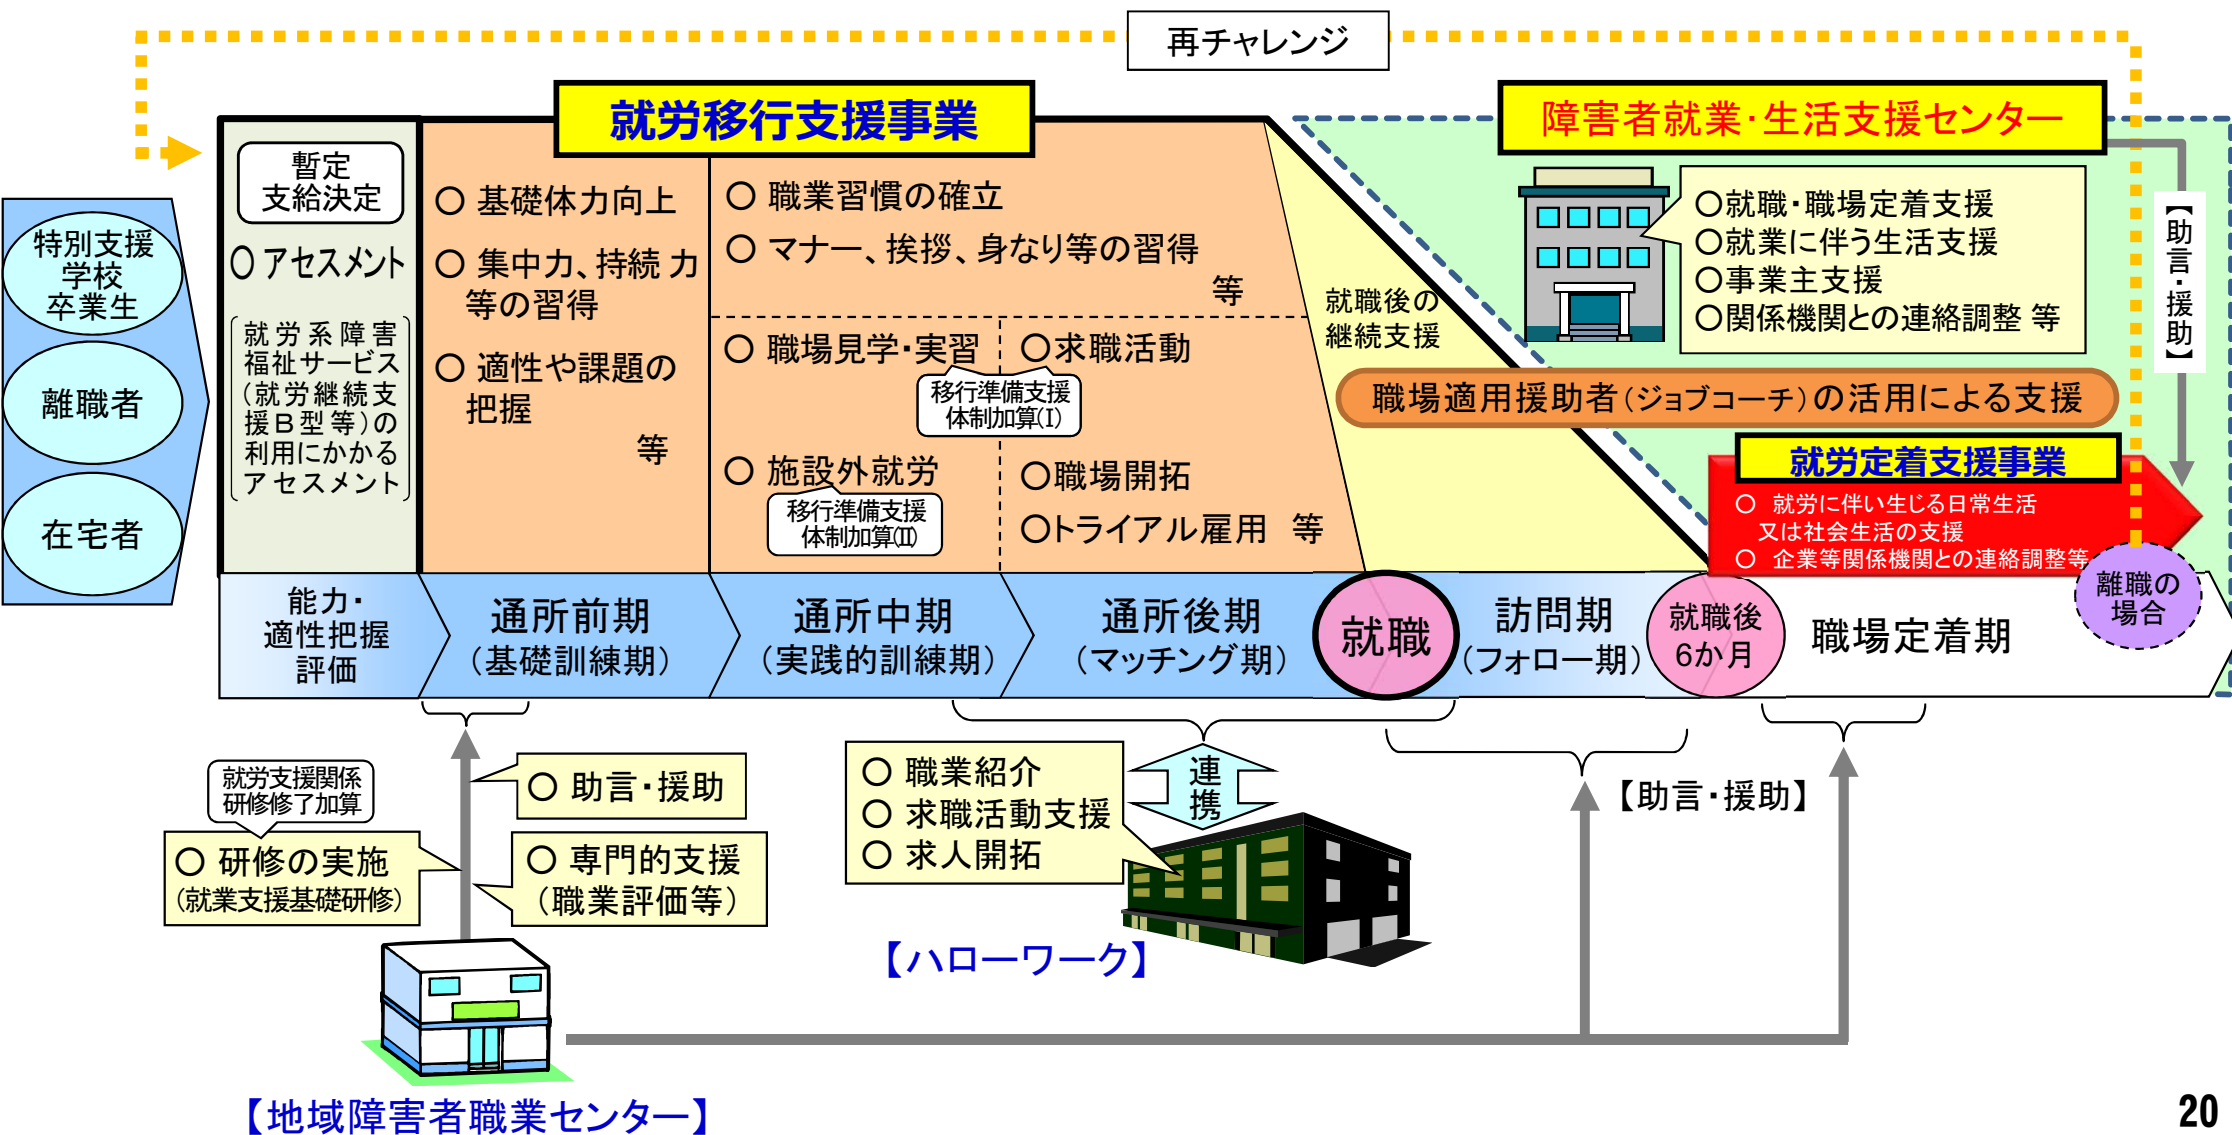 再チャレンジ
就労移行支援事業
障害者就業・生活支援センター
暫定
支給決定
〇 アセスメント
就労系障害
福祉サービス
(就労継続支
援Ｂ型等)の
利用にかかる
アセスメント
特別支援
学校
卒業生
離職者
在宅者
〇 基礎体力向上
〇 集中力、持続 力
等の習得
〇 適性や課題の
把握
等
〇 職業習慣の確立
〇 マナー、挨拶、身なり等の習得
等
〇 職場見学・実習
〇求職活動
移行準備支援
体制加算(Ⅰ)
〇 施設外就労
移行準備支援
体制加算(Ⅱ)
〇職場開拓
〇トライアル雇用 等
就職後の
継続支援
〇就職・職場定着支援
〇就業に伴う生活支援
〇事業主支援
〇関係機関との連絡調整 等
【助言・援助】
職場適用援助者（ジョブコーチ）の活用による支援
就労定着支援事業
〇 就労に伴い生じる日常生活
又は社会生活の支援
〇 企業等関係機関との連絡調整等
離職の
場合
能力・
適性把握
評価
通所前期
（基礎訓練期）
通所中期
（実践的訓練期）
通所後期
（マッチング期）
就職
訪問期
（フォロー期）
就職後
6か月
職場定着期
就労支援関係
研修修了加算
〇 研修の実施
（就業支援基礎研修）
〇 助言・援助
〇 専門的支援
（職業評価等）
〇 職業紹介
〇 求職活動支援
〇 求人開拓
連
携
【助言・援助】
【ハローワーク】
【地域障害者職業センター】
20